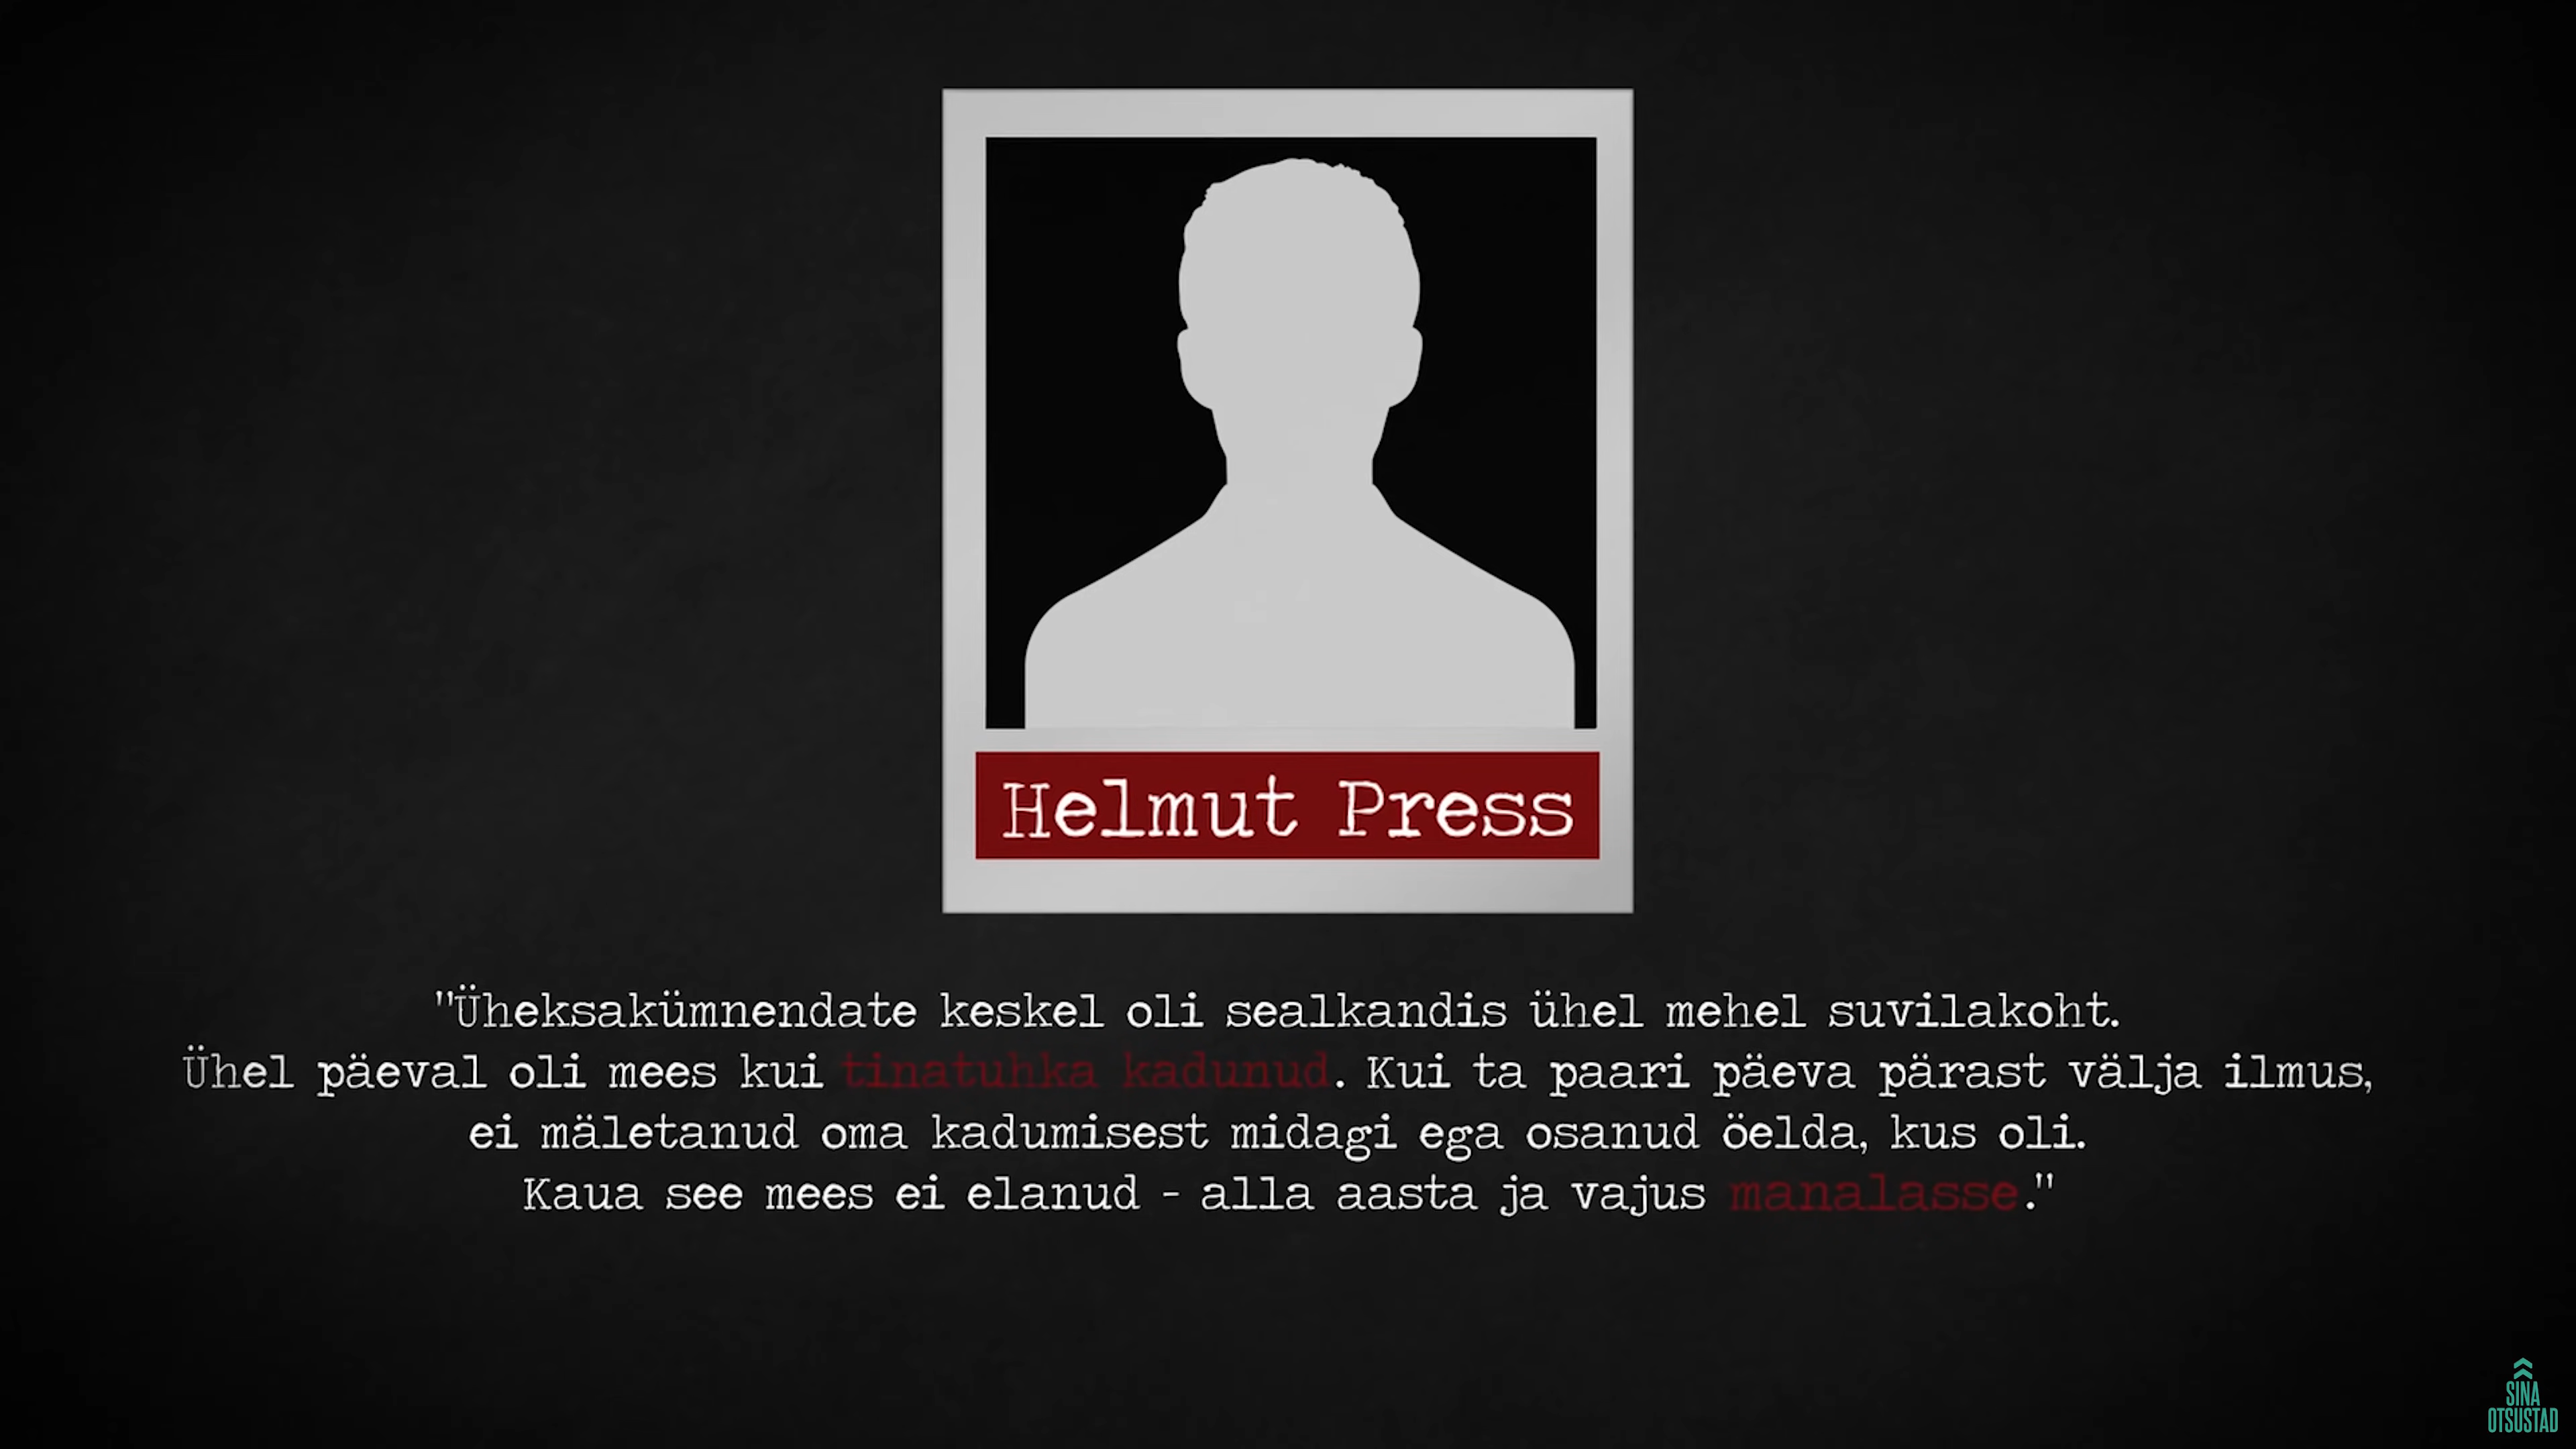 Helmut Press
"Üheksakümnendate keskel oli sealkandis ühel mehel suvilakoht.
Ühel päeval oli mees kui tinatuhka kadunud. Kui ta paari päeva pärast välja ilmus,
ei mäletanud oma kadumisest midagi ega osanud öelda, kus oli.
Kaua see mees ei elanud - alla aasta ja vajus manalasse."
SINA
OTSUSTAD